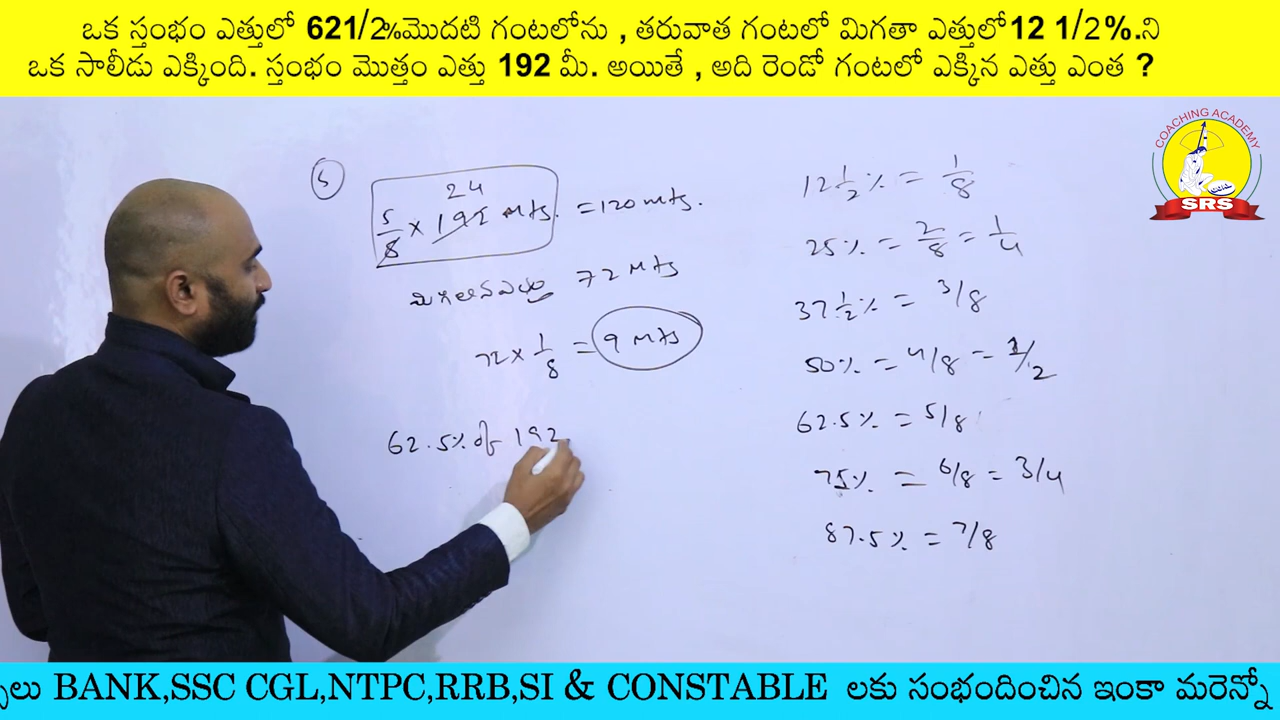 ఒక స్తంభం ఎత్తులో 621/2%మొదటి గంటలోను , తరువాత గంటలో మిగతా ఎత్తులో12 1/2%.ని
ఒక సాలీడు ఎక్కింది. స్తంభం మొత్తం ఎత్తు 192 మీ. అయితే , అది రెండో గంటలో ఎక్కిన ఎత్తు ఎంత ?
COACHING ACADEMY
SRS
5
24
5/8 × 192 mts. = 120 mts.
72 mts
72 × 1/8 = 9 mts
62.5% of 192
12 1/2 % = 1/8
25% = 2/8 = 1/4
37 1/2 % = 3/8
50% = 4/8 = 1/2
62.5% = 5/8
75% = 6/8 = 3/4
87.5% = 7/8
BANK,SSC CGL,NTPC,RRB,SI & CONSTABLE లకు సంభందించిన ఇంకా మరెన్నో